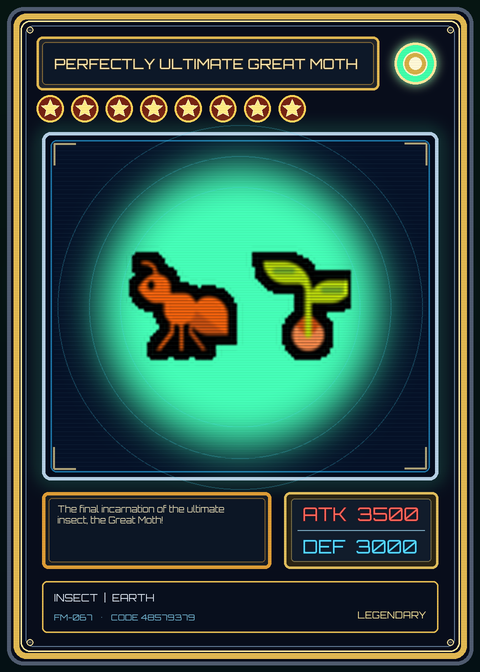 PERFECTLY ULTIMATE GREAT MOTH
The final incarnation of the ultimate
insect, the Great Moth!
ATK 3500
DEF 3000
INSECT | EARTH
FM-067 · CODE 48579379
LEGENDARY